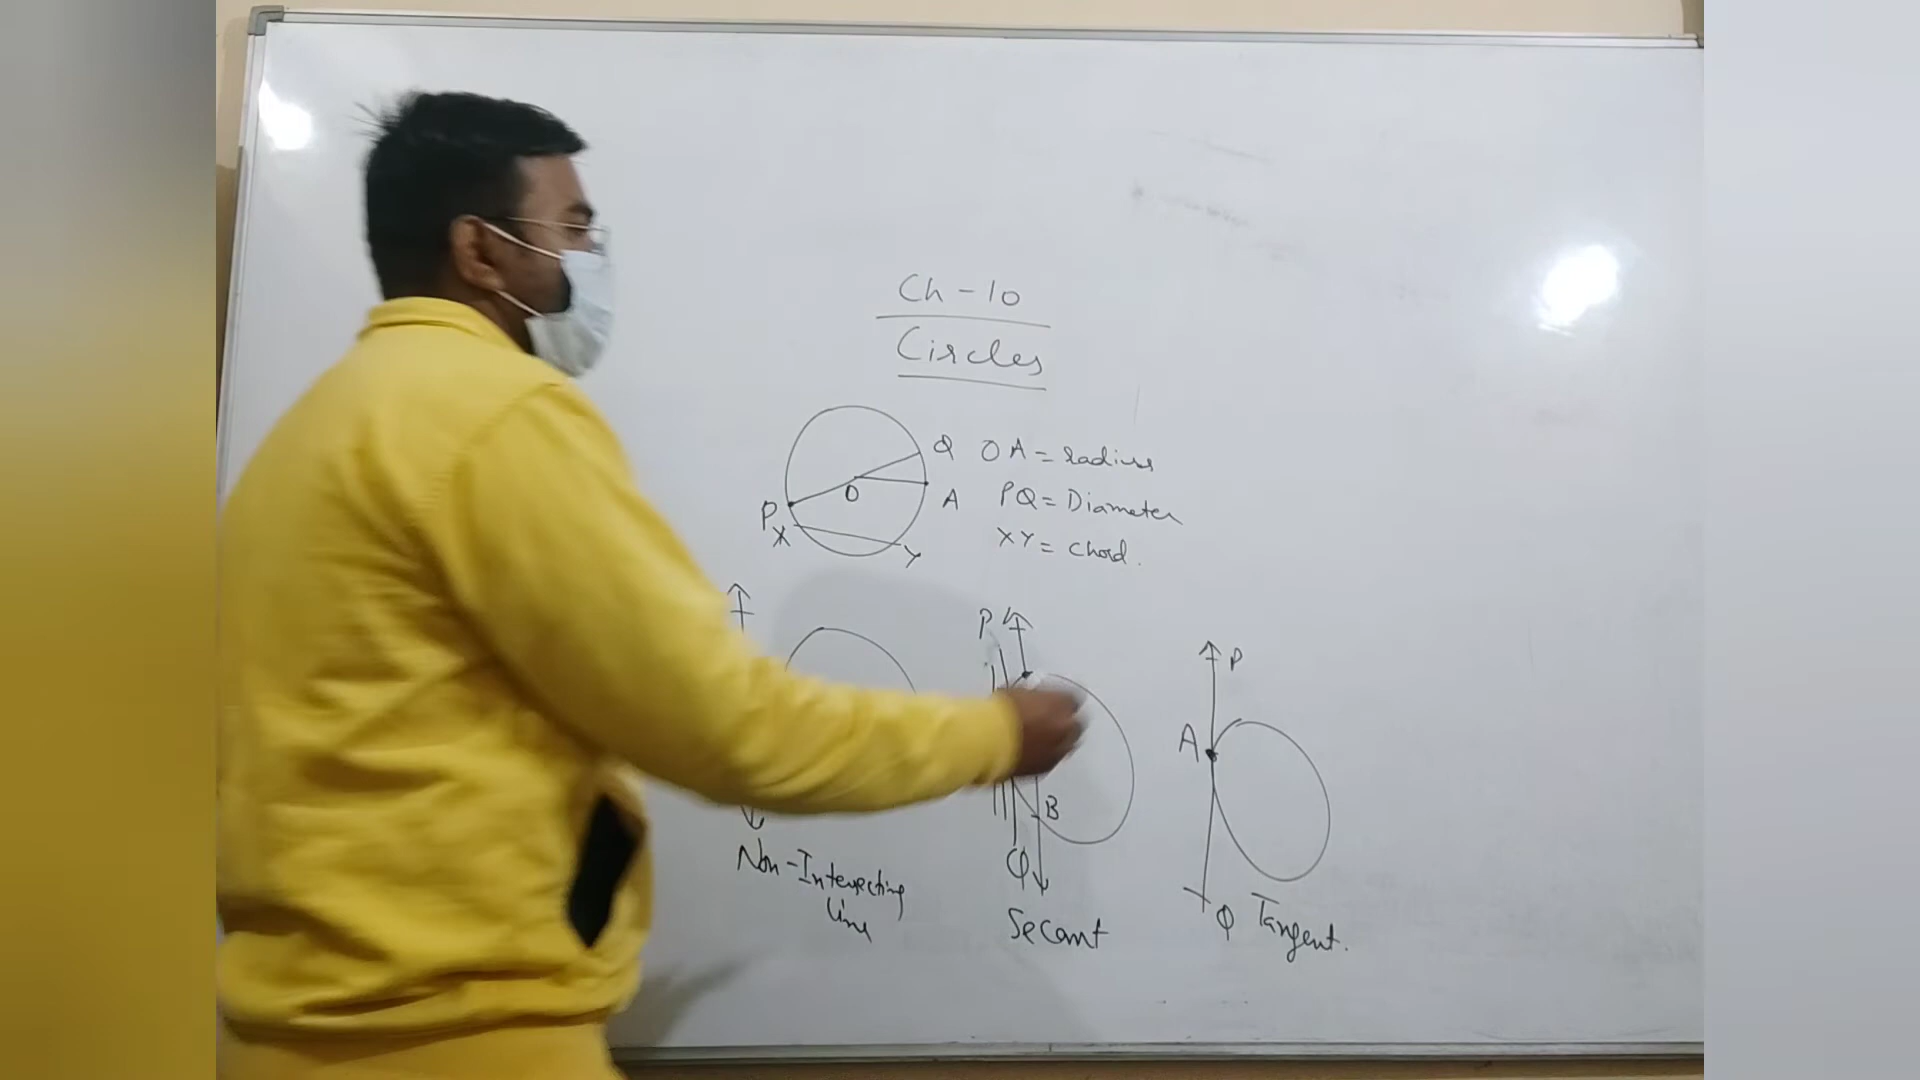 Ch-10
Circles
Q OA = radius
O
A PQ = Diameter
P
X
Y XY = Chord.
P
P
A
B
Q
Non-Intersecting
line
Secant
Q Tangent.